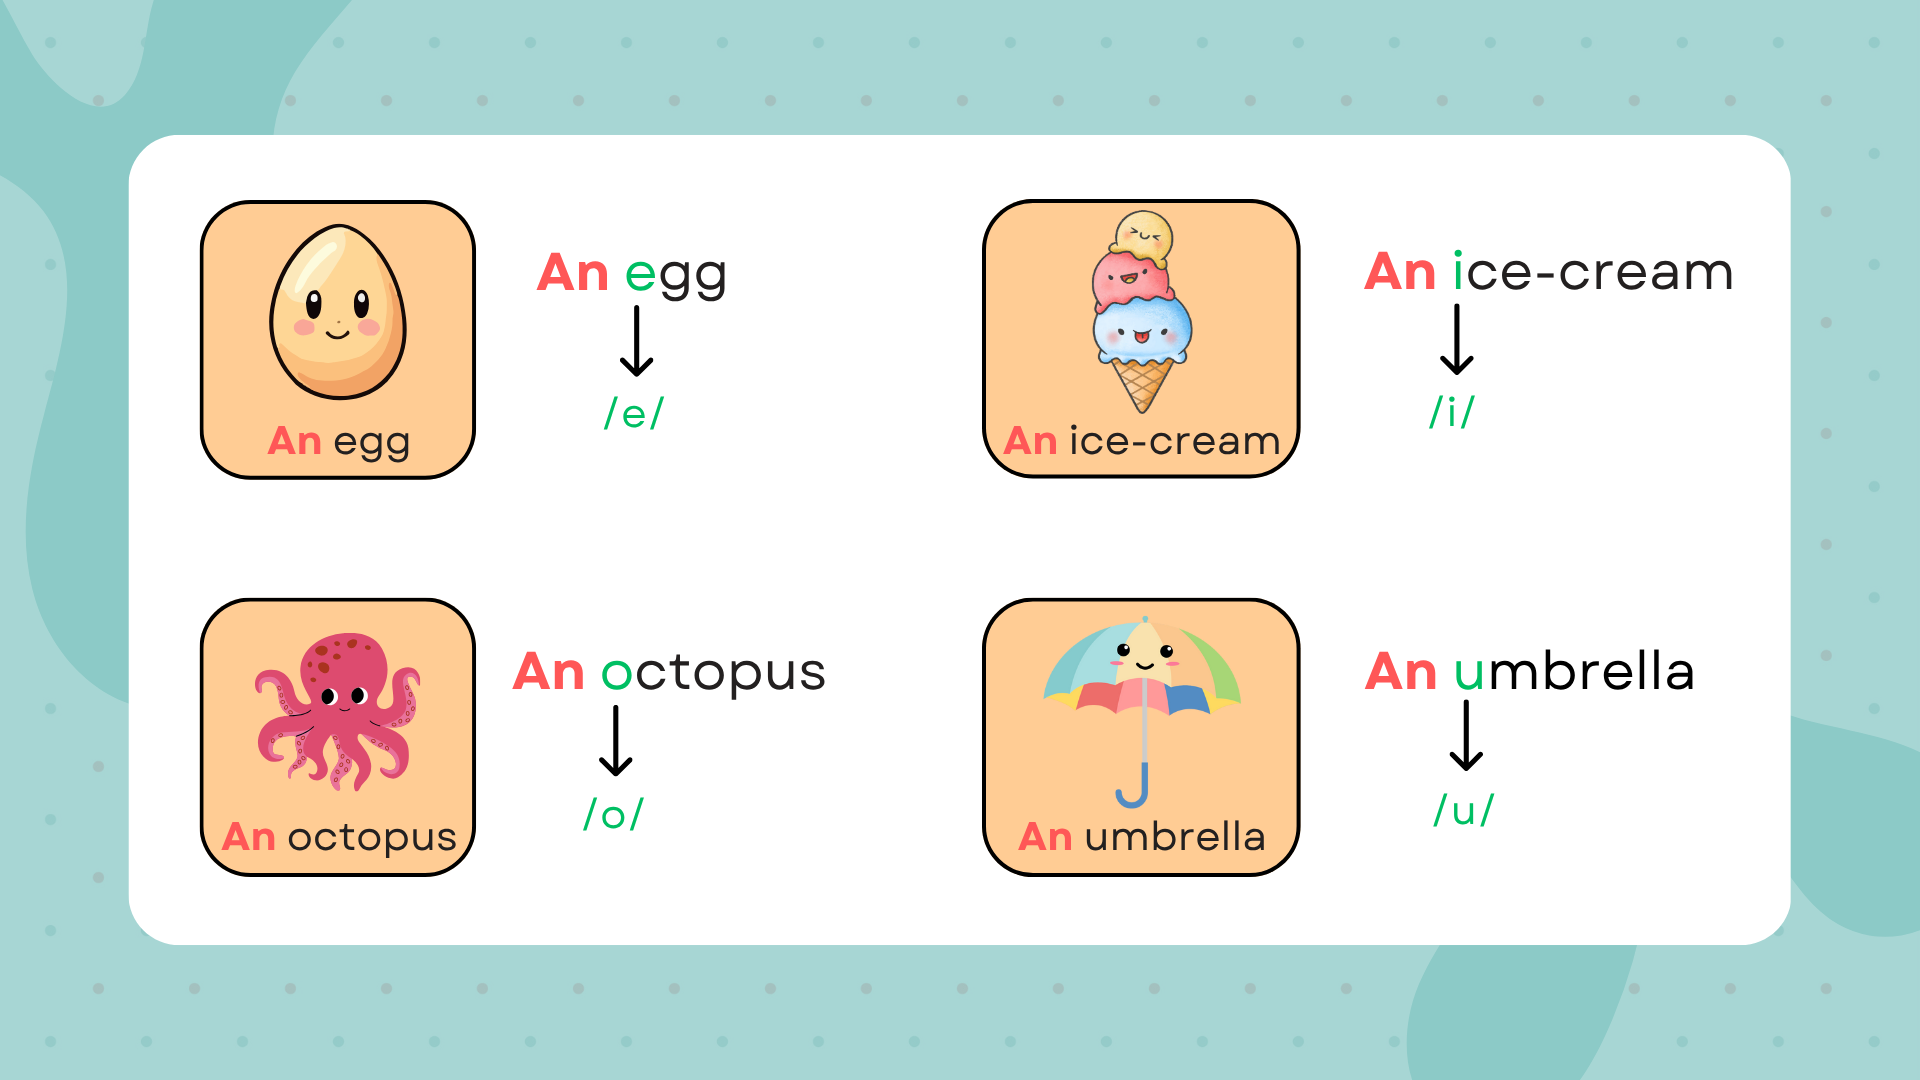 An egg
An egg
/e/
An ice-cream
An ice-cream
/i/
An octopus
An octopus
/o/
An umbrella
An umbrella
/u/